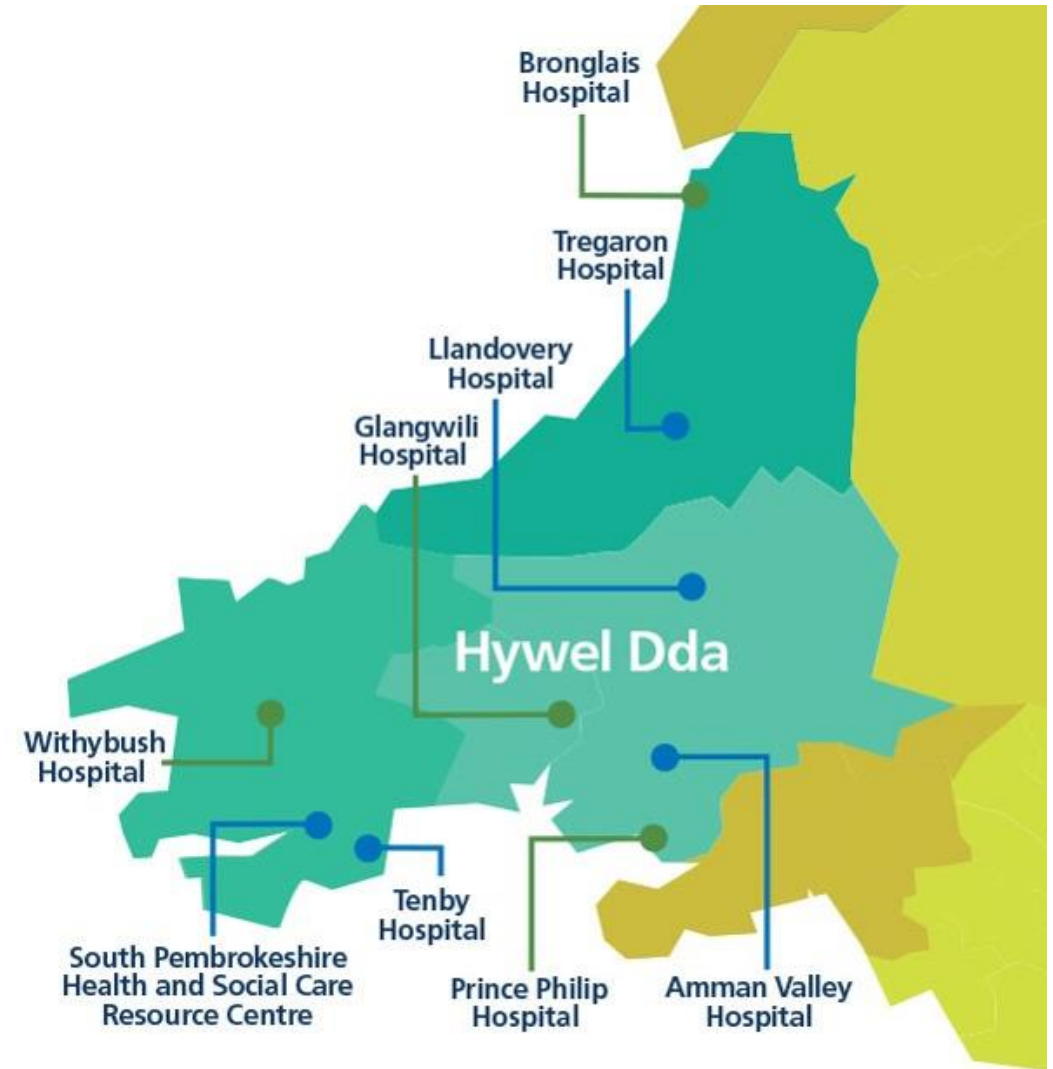 Bronglais
Hospital
Tregaron
Hospital
Llandovery
Hospital
Glangwili
Hospital
Hywel Dda
Withybush
Hospital
Tenby
Hospital
South Pembrokeshire
Health and Social Care
Resource Centre
Prince Philip
Hospital
Amman Valley
Hospital